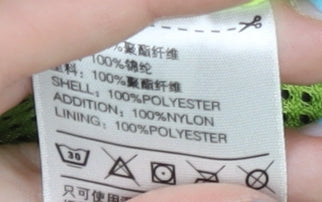 %聚酯纤维
100%锦纶
里料：100%聚酯纤维
SHELL：100%POLYESTER
ADDITION：100%NYLON
LINING：100%POLYESTER
30
只可使用